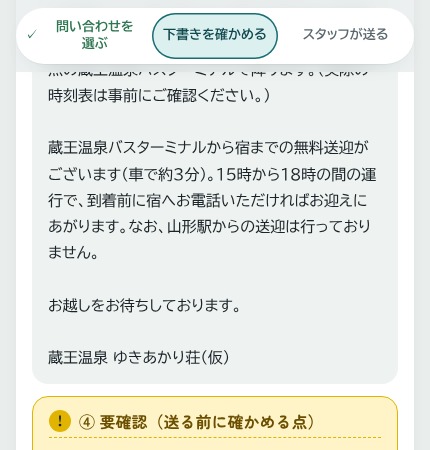 ✓ 問い合わせを
選ぶ
下書きを確かめる
スタッフが送る
時刻表は事前にご確認ください。)
蔵王温泉バスターミナルから宿までの無料送迎が
ございます(車で約3分)。15時から18時の間の運
行で、到着前に宿へお電話いただければお迎えに
あがります。なお、山形駅からの送迎は行っており
ません。
お越しをお待ちしております。
蔵王温泉 ゆきあかり荘(仮)
! ④ 要確認（送る前に確かめる点）